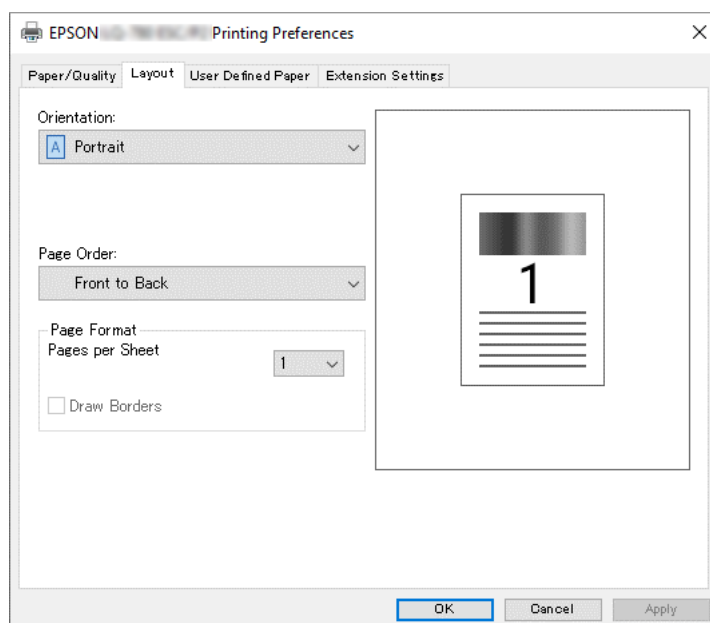 EPSON Printing Preferences
Paper/Quality Layout User Defined Paper Extension Settings
Orientation:
A Portrait
1
Page Order:
Front to Back
Page Format
Pages per Sheet
1
Draw Borders
OK Cancel Apply